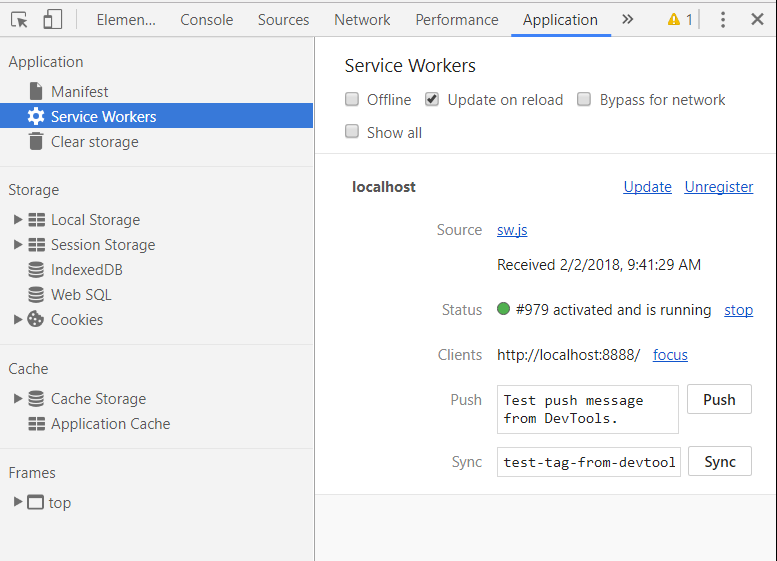 Elemen... Console Sources Network Performance Application » 1
Application
Manifest
Service Workers
Clear storage
Storage
Local Storage
Session Storage
IndexedDB
Web SQL
Cookies
Cache
Cache Storage
Application Cache
Frames
top
Service Workers
Offline Update on reload Bypass for network
Show all
localhost Update Unregister
Source sw.js
Received 2/2/2018, 9:41:29 AM
Status #979 activated and is running stop
Clients http://localhost:8888/ focus
Push Test push message Push
from DevTools.
Sync test-tag-from-devtool Sync